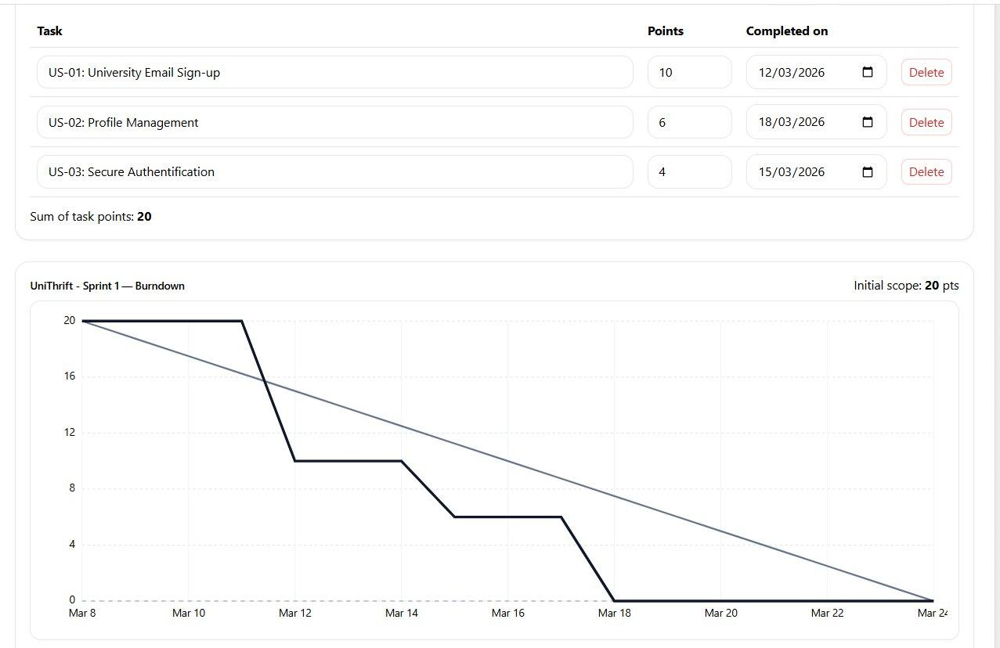 Task Points Completed on
US-01: University Email Sign-up 10 12/03/2026 Delete
US-02: Profile Management 6 18/03/2026 Delete
US-03: Secure Authentification 4 15/03/2026 Delete
Sum of task points: 20
UniThrift - Sprint 1 — Burndown Initial scope: 20 pts
20
16
12
8
4
0
Mar 8 Mar 10 Mar 12 Mar 14 Mar 16 Mar 18 Mar 20 Mar 22 Mar 24